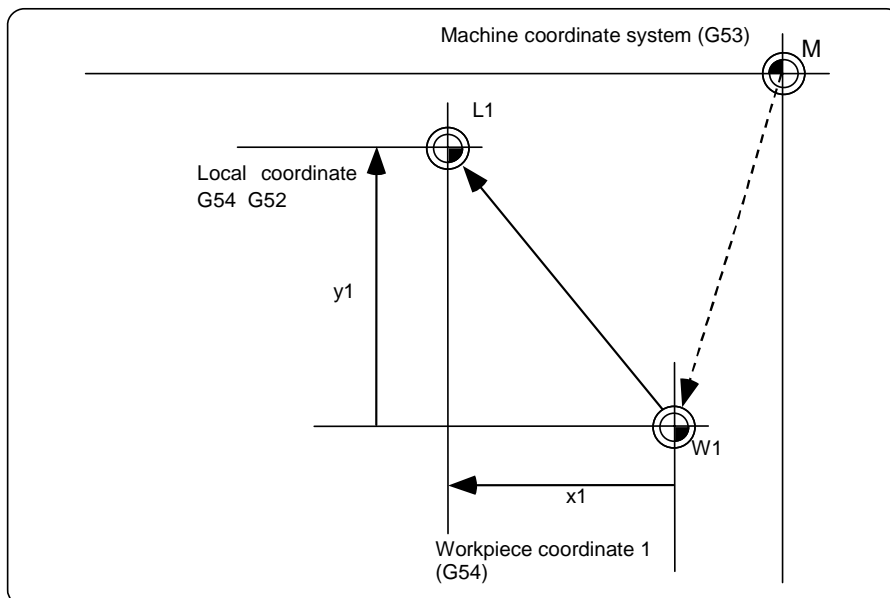 Machine coordinate system (G53)
M
L1
Local coordinate
G54 G52
y1
W1
x1
Workpiece coordinate 1
(G54)